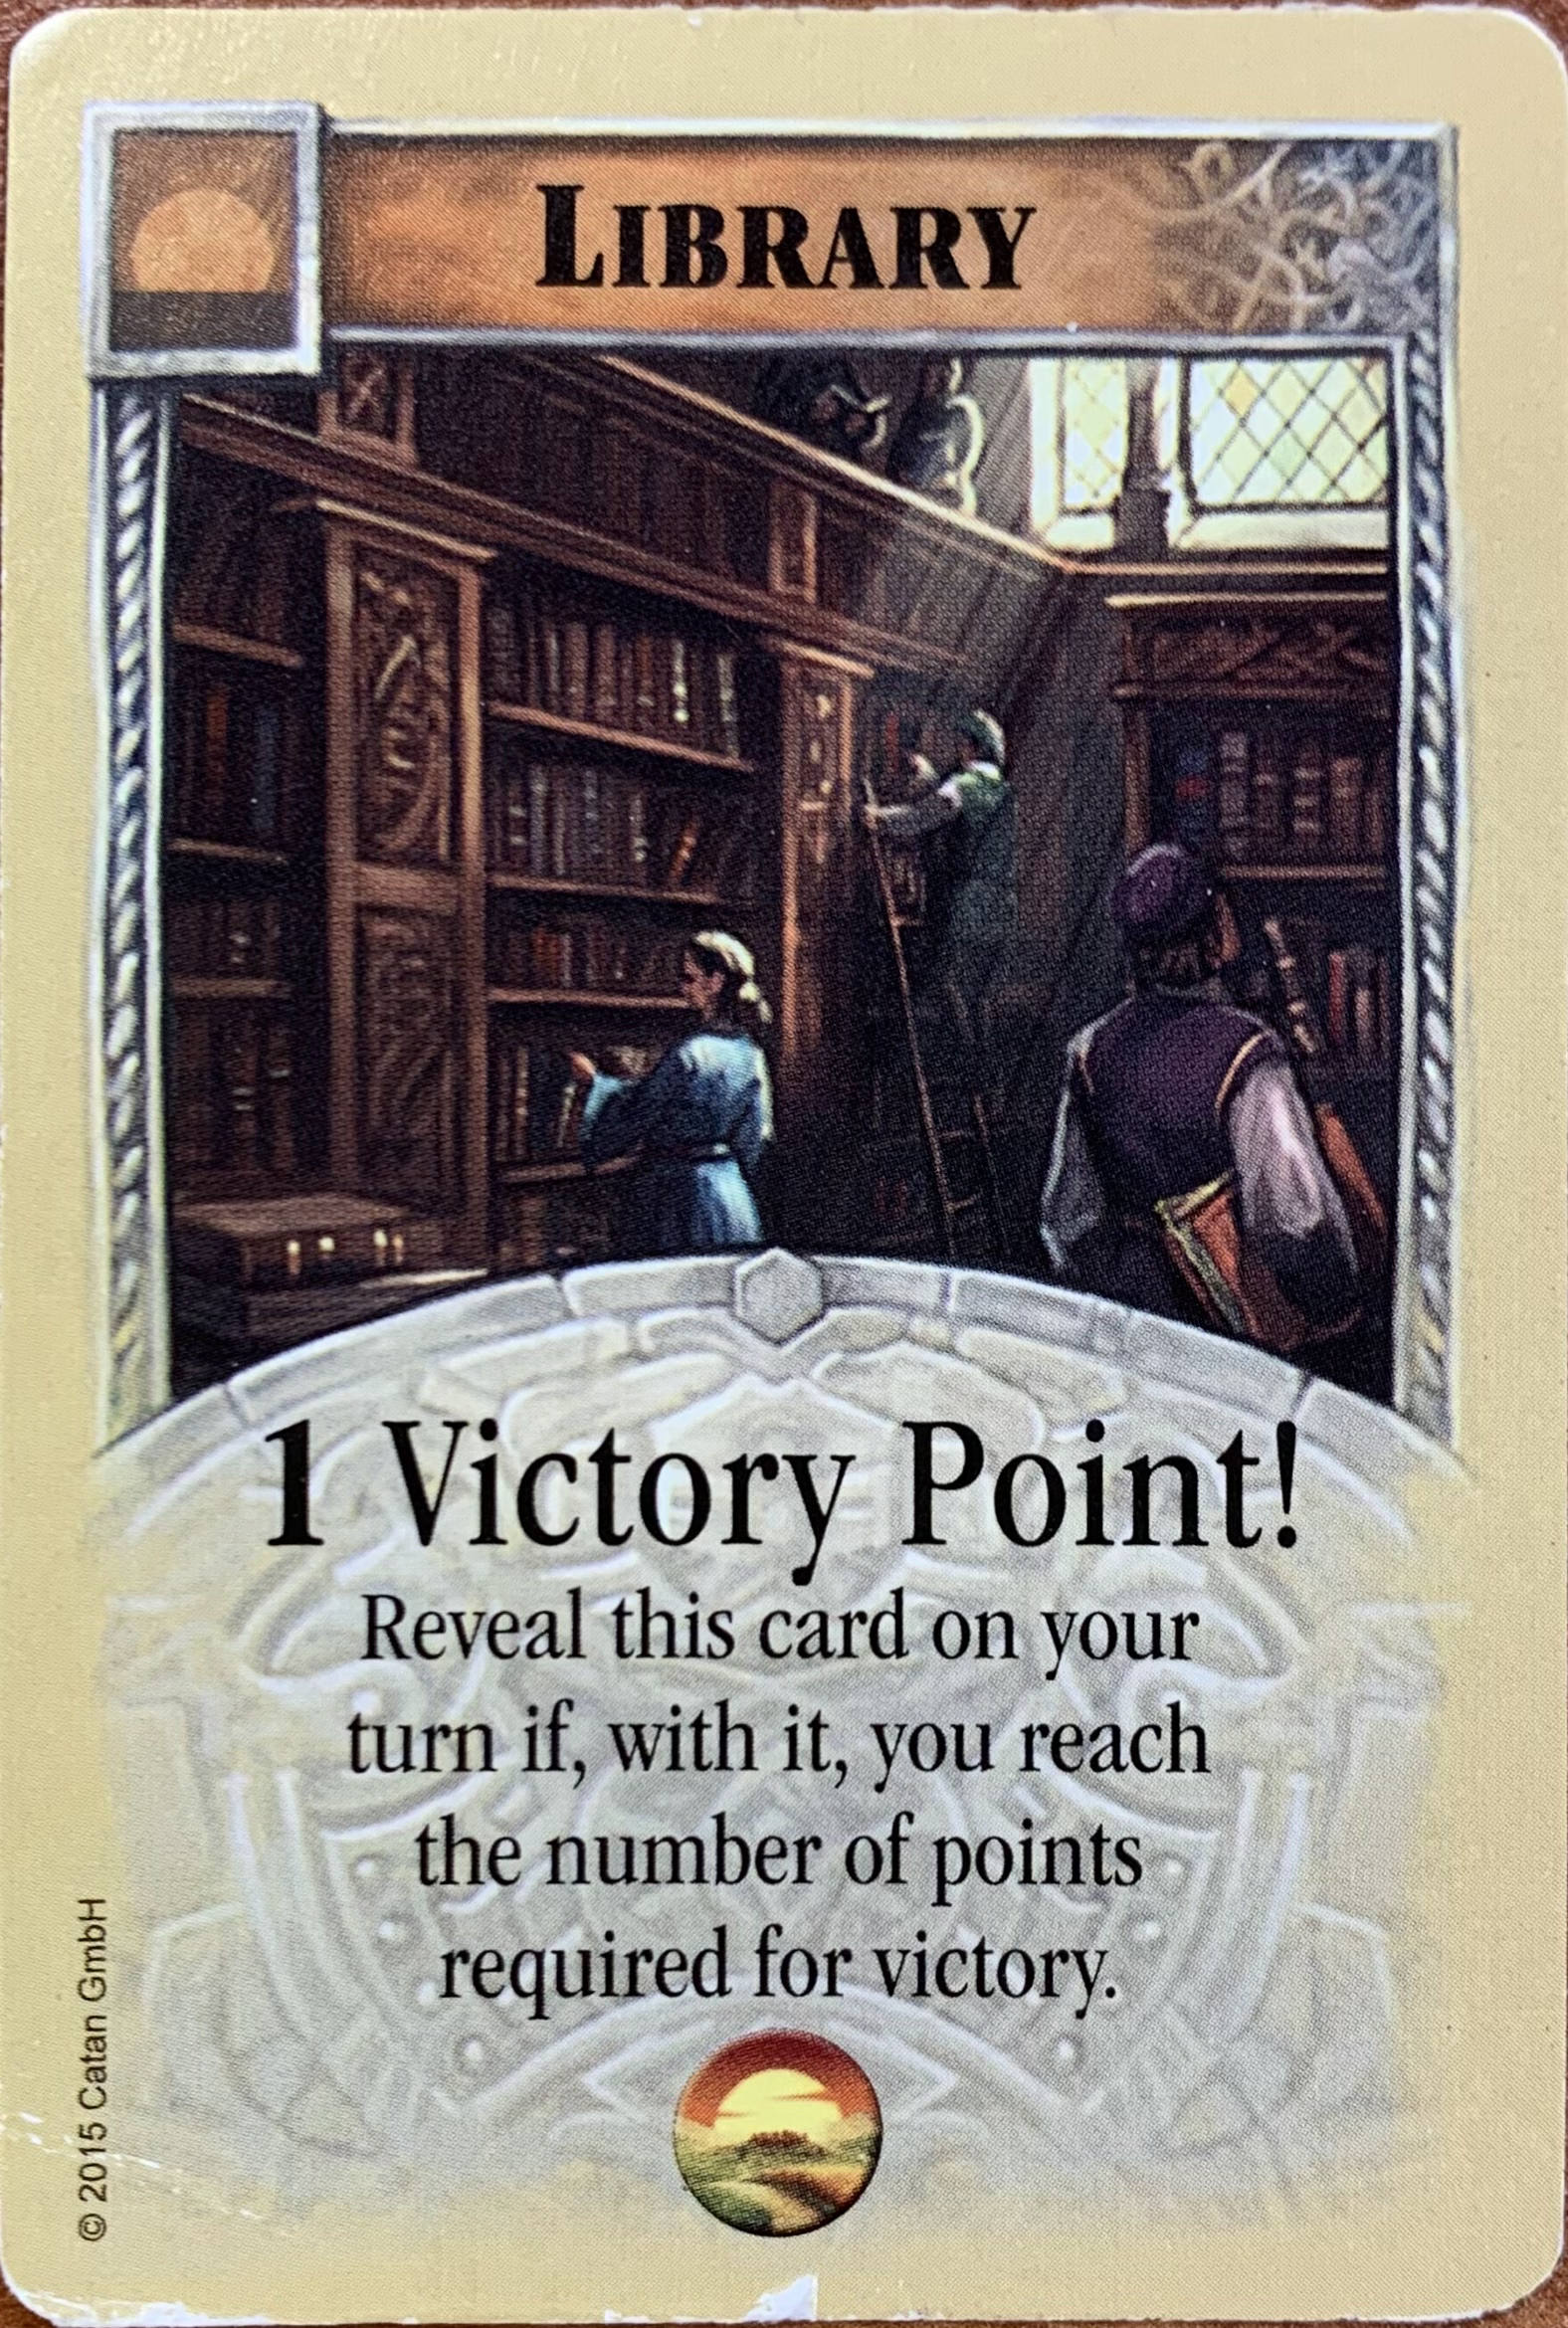 LIBRARY
1 Victory Point!
Reveal this card on your
turn if, with it, you reach
the number of points
required for victory.
© 2015 Catan GmbH